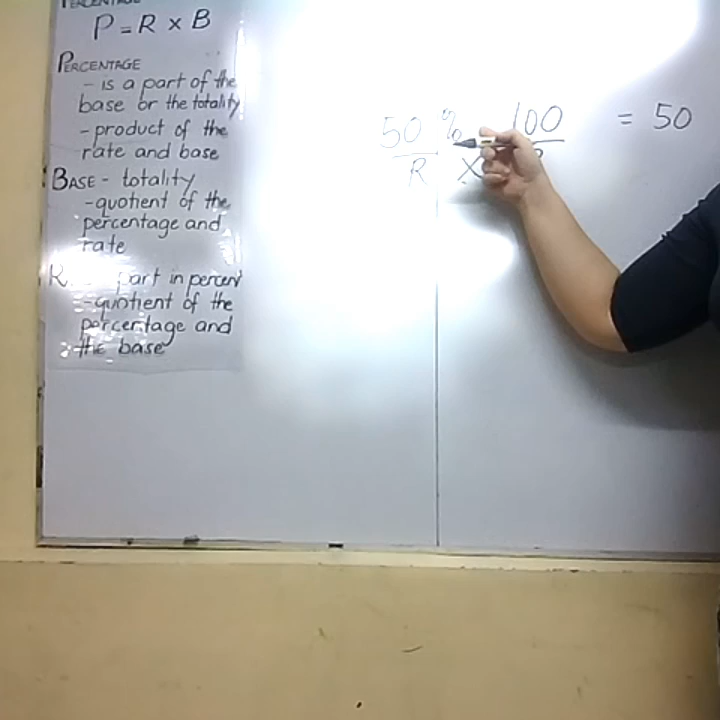 PERCENTAGE
P = R x B
PERCENTAGE
- is a part of the
base or the totality
- product of the
rate and base
BASE - totality
- quotient of the
percentage and
rate
part in percent
- quotient of the
percentage and
the base
50 % 100 = 50
R X